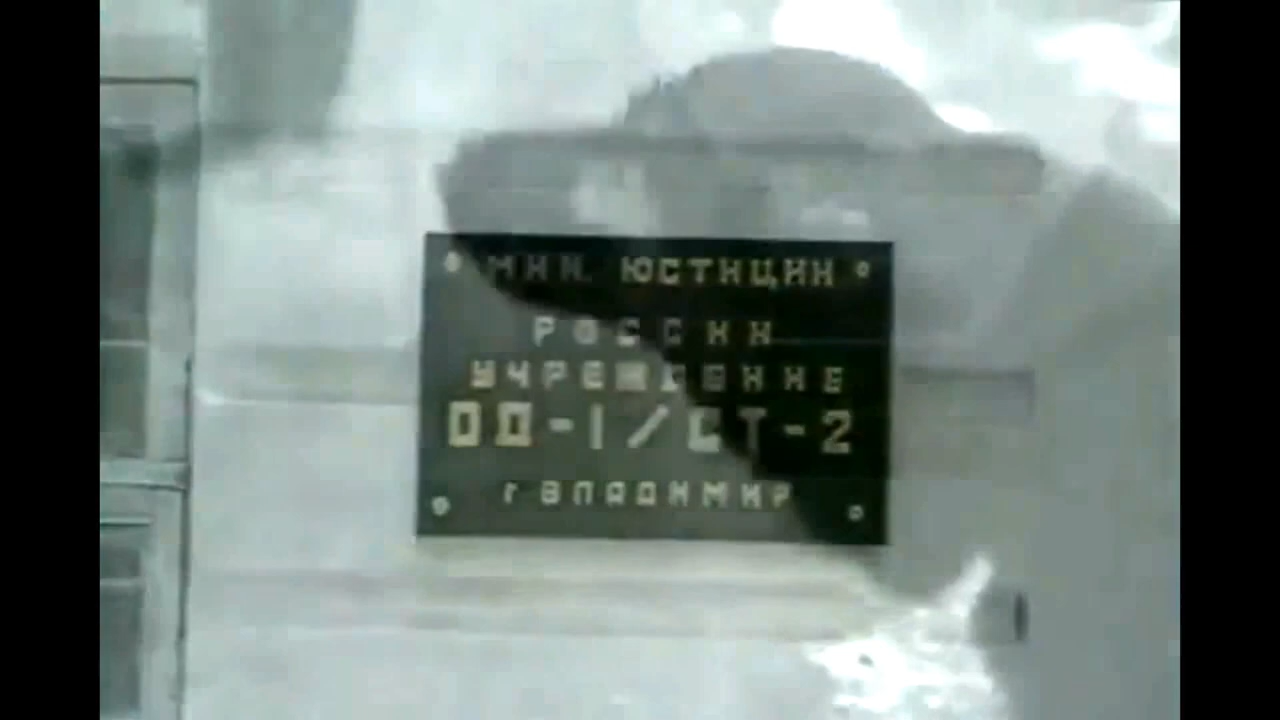 МИН. ЮСТИЦИИ
РОССИИ
УЧРЕЖДЕНИЕ
ОД-1/СТ-2
г ВЛАДИМИР